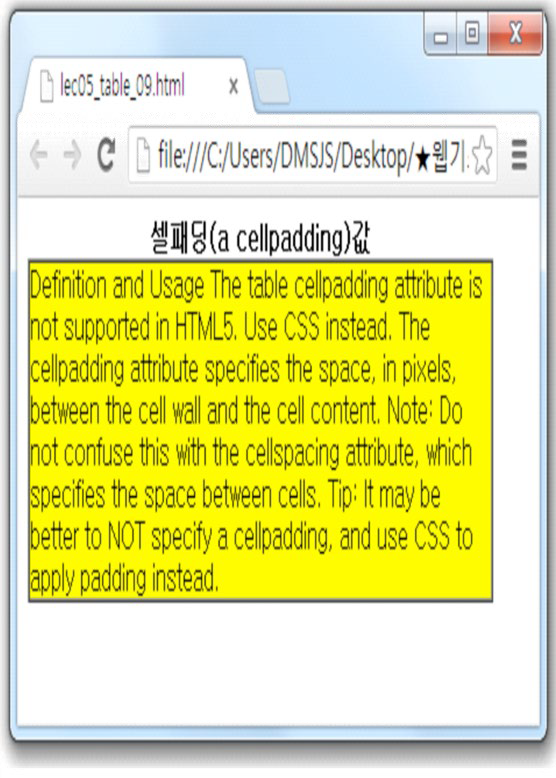 lec05_table_09.html
file:///C:/Users/DMSJS/Desktop/★웹기.
셀패딩(a cellpadding)값
Definition and Usage The table cellpadding attribute is
not supported in HTML5. Use CSS instead. The
cellpadding attribute specifies the space, in pixels,
between the cell wall and the cell content. Note: Do
not confuse this with the cellspacing attribute, which
specifies the space between cells. Tip: It may be
better to NOT specify a cellpadding, and use CSS to
apply padding instead.